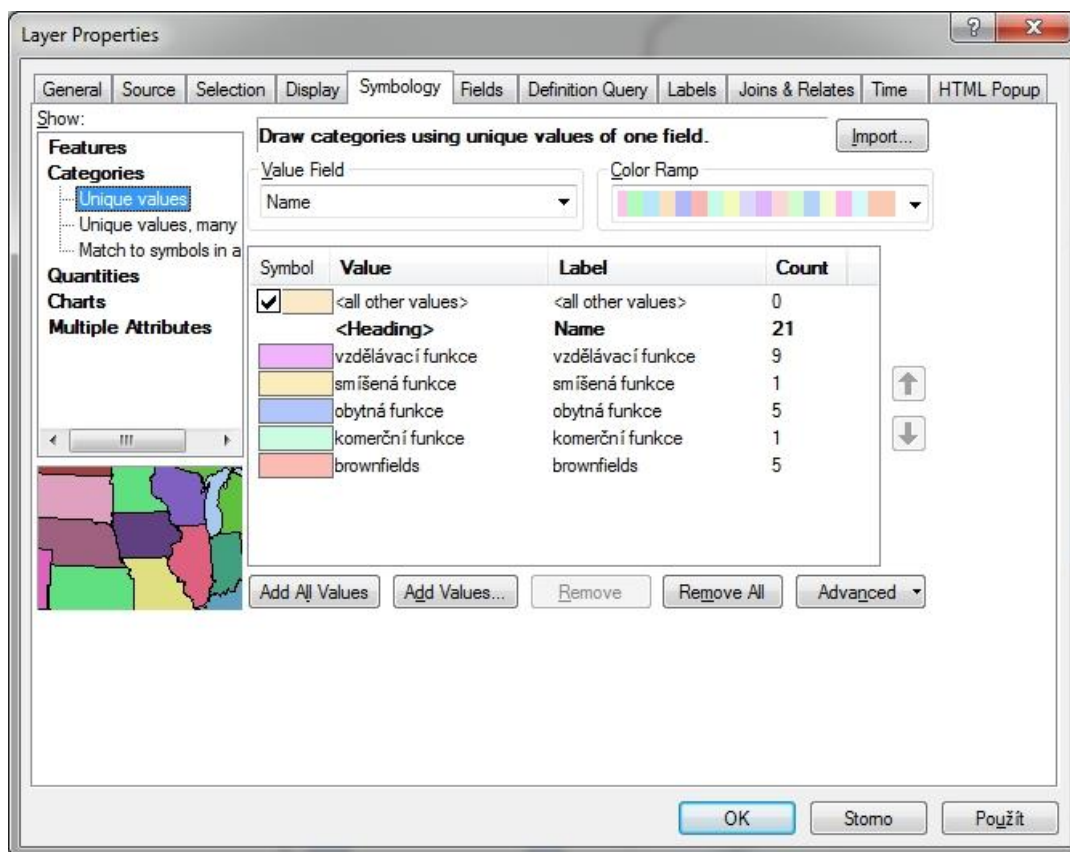 Layer Properties
General Source Selection Display Symbology Fields Definition Query Labels Joins & Relates Time HTML Popup
Show:
Features
Categories
Unique values
Unique values, many
Match to symbols in a
Quantities
Charts
Multiple Attributes
Draw categories using unique values of one field.
Import...
Value Field
Name
Color Ramp
Symbol Value Label Count
<all other values> <all other values> 0
<Heading> Name 21
vzdělávací funkce vzdělávací funkce 9
smíšená funkce smíšená funkce 1
obytná funkce obytná funkce 5
komerční funkce komerční funkce 1
brownfields brownfields 5
Add All Values Add Values... Remove Remove All Advanced
OK Storno Použít